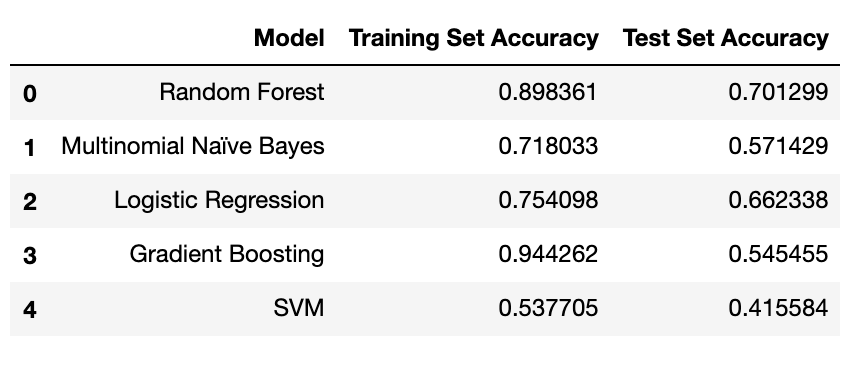 Model Training Set Accuracy Test Set Accuracy
0 Random Forest 0.898361 0.701299
1 Multinomial Naïve Bayes 0.718033 0.571429
2 Logistic Regression 0.754098 0.662338
3 Gradient Boosting 0.944262 0.545455
4 SVM 0.537705 0.415584